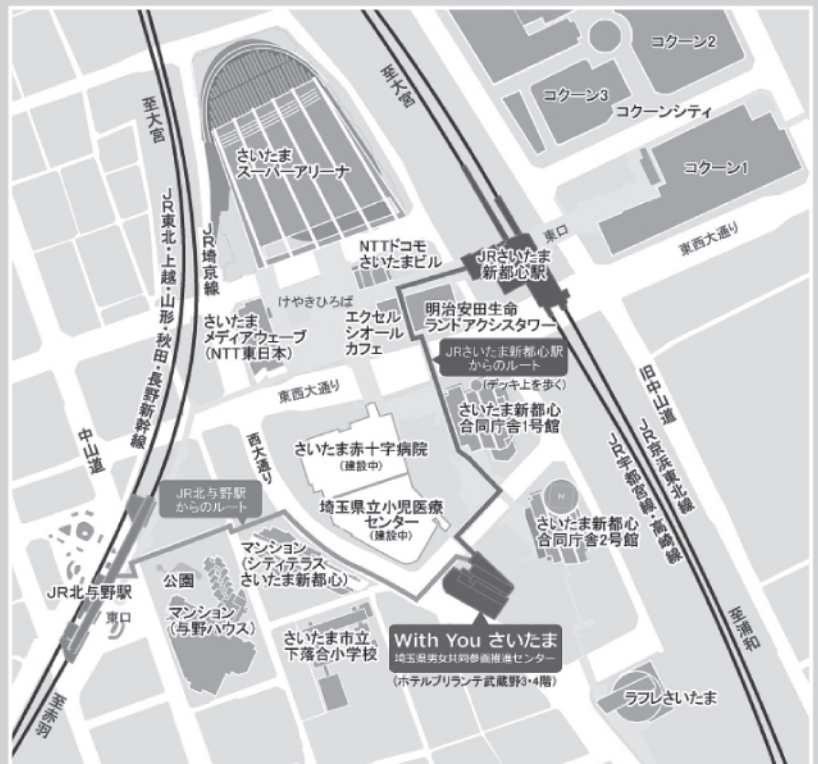 至大宮
至大宮
コクーン2
コクーン3
コクーンシティ
コクーン1
東口
東西大通り
さいたま
スーパーアリーナ
JR東北・上越・山形・秋田・長野新幹線
JR埼京線
NTTドコモ
さいたまビル
JRさいたま
新都心駅
けやきひろば
さいたま
メディアウェーブ
(NTT東日本)
エクセル
シオール
カフェ
明治安田生命
ランドアクシスタワー
JRさいたま新都心駅
からのルート
(デッキ上を歩く)
東西大通り
さいたま新都心
合同庁舎1号館
旧中山道
JR京浜東北線
JR宇都宮線・高崎線
中山道
西大通り
さいたま赤十字病院
(建設中)
埼玉県立小児医療
センター
(建設中)
JR北与野駅
からのルート
H
さいたま新都心
合同庁舎2号館
マンション
(シティテラス
さいたま新都心)
公園
JR北与野駅
東口
マンション
(与野ハウス)
さいたま市立
下落合小学校
With You さいたま
埼玉県男女共同参画推進センター
(ホテルブリランテ武蔵野3・4階)
至浦和
ラフレさいたま
至赤羽